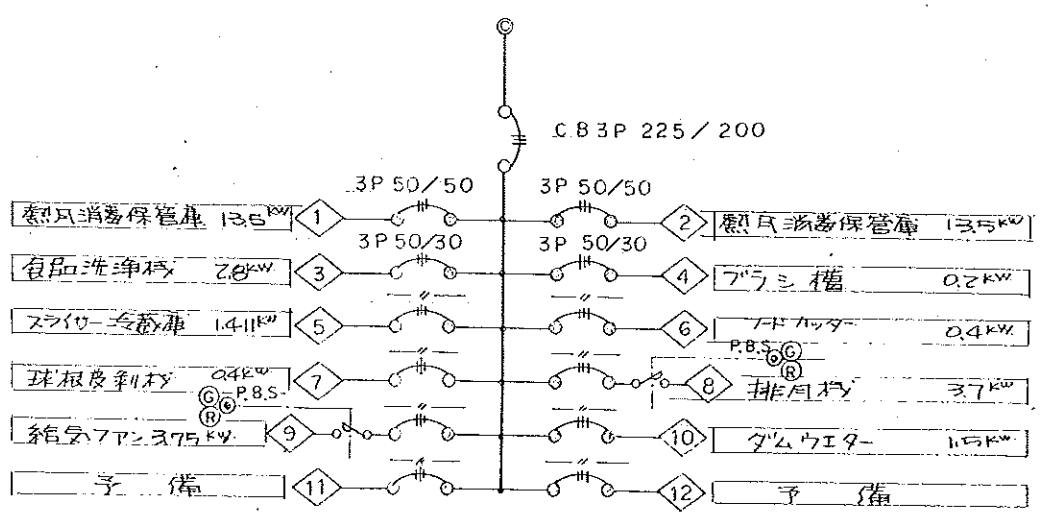 ©
C.B 3P 225 / 200
3P 50/50 3P 50/50
熱風消毒保管庫 13.5KW 1 2 熱風消毒保管庫 13.5KW
3P 50/30 3P 50/30
食品洗浄機 2.8KW 3 4 ブラシ槽 0.2KW
〃 〃
スライサー冷蔵庫 1.411KW 5 6 フードカッター 0.4KW
〃 〃 P.B.S G R
球根皮剥機 0.4KW 7 8 排风機 3.7KW
G R P.B.S 〃 〃
給気ファン 3.75KW 9 10 ダムウエター 1.5KW
〃 〃
予備 11 12 予備